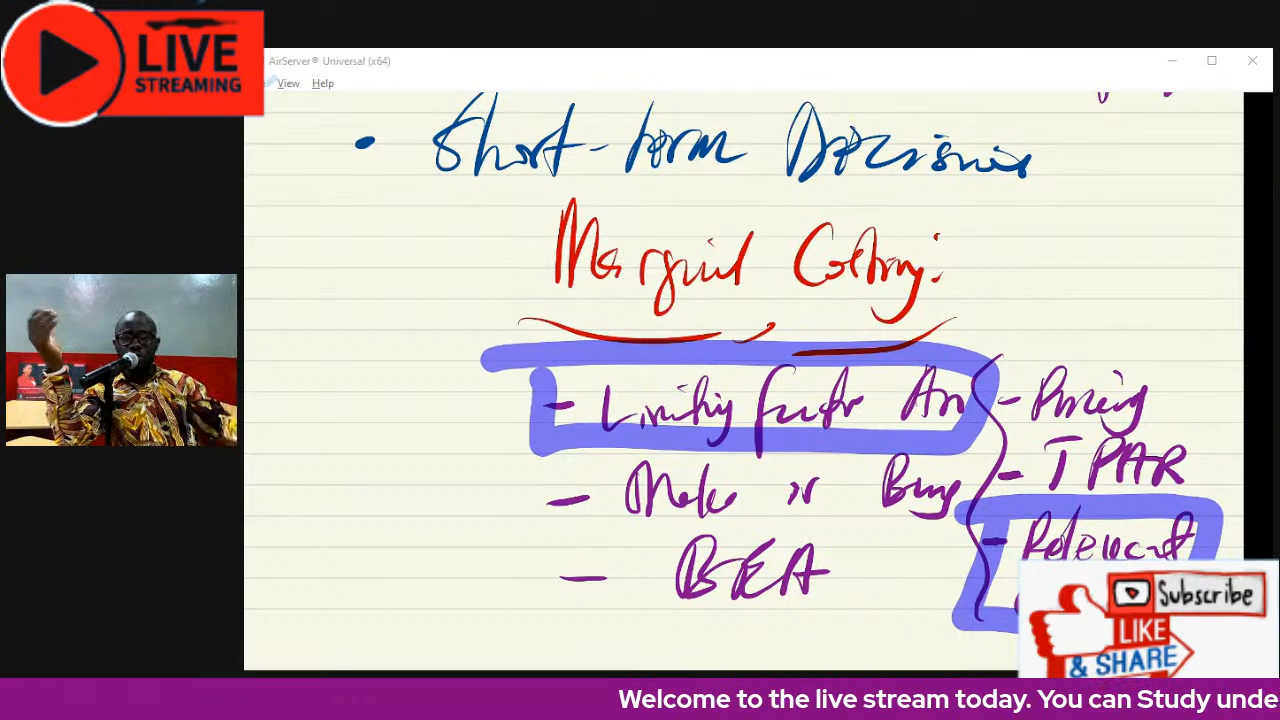 LIVE
STREAMING
AirServer® Universal (x64)
View Help
• Short-term Decisions
Marginal Costing:
- Limiting factor An
- Make or Buy
- BEA
- Pricing
- TPAR
- Relevant
Subscribe
LIKE
& SHARE
Welcome to the live stream today. You can Study unde